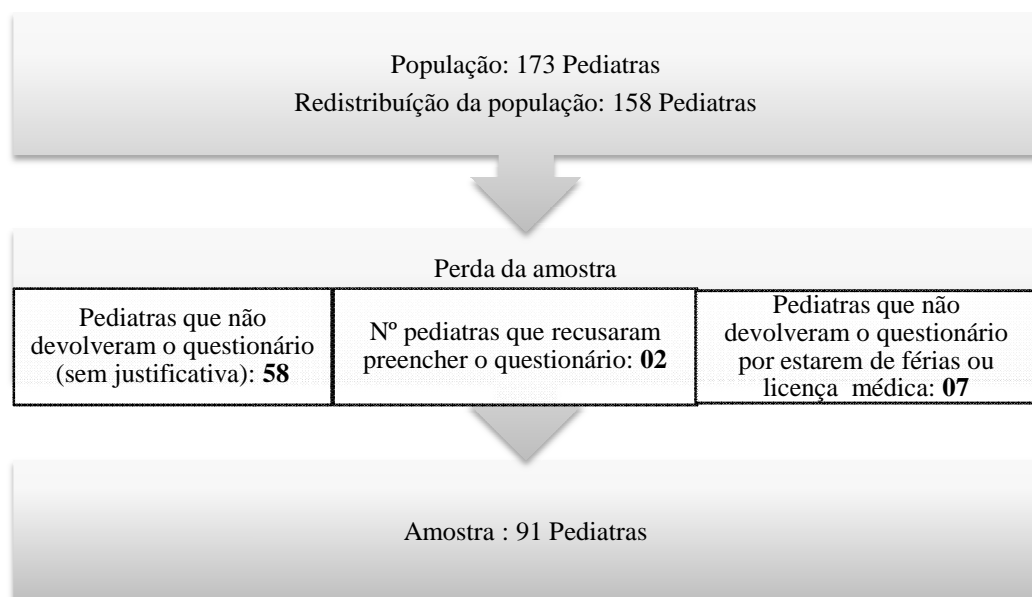 População: 173 Pediatras
Redistribuíção da população: 158 Pediatras
Perda da amostra
Pediatras que não
devolveram o questionário
(sem justificativa): 58
Nº pediatras que recusaram
preencher o questionário: 02
Pediatras que não
devolveram o questionário
por estarem de férias ou
licença médica: 07
Amostra : 91 Pediatras